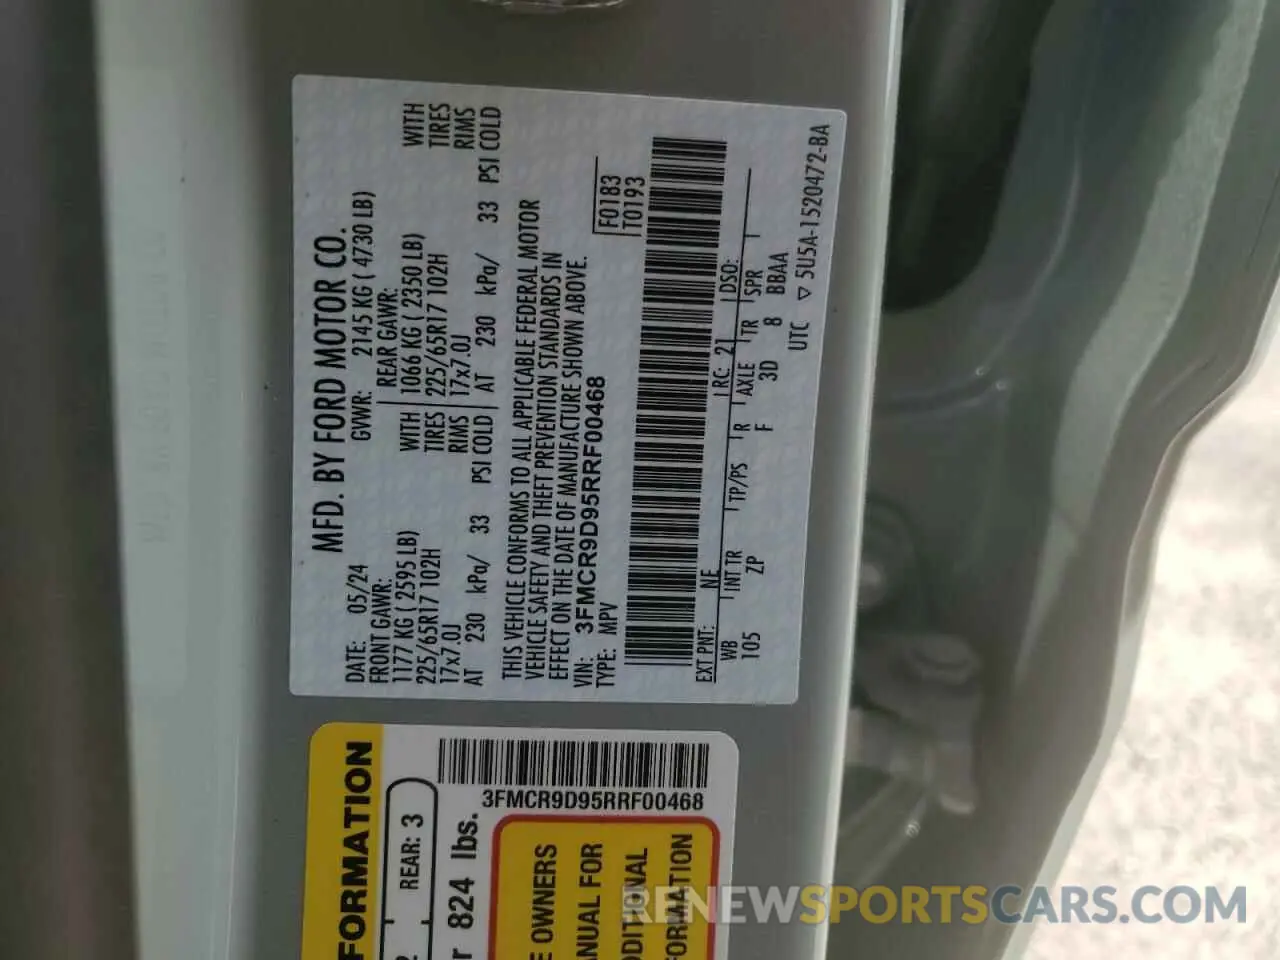 MFD. BY FORD MOTOR CO.
DATE: 05/24 GWVR: 2145 KG ( 4730 LB)
FRONT GAWR: REAR GAWR:
1177 KG ( 2595 LB) WITH 1066 KG ( 2350 LB) WITH
225/65R17 102H TIRES 225/65R17 102H TIRES
17x7.0J RIMS 17x7.0J RIMS
AT 230 kPa/ 33 PSI COLD AT 230 kPa/ 33 PSI COLD
THIS VEHICLE CONFORMS TO ALL APPLICABLE FEDERAL MOTOR
VEHICLE SAFETY AND THEFT PREVENTION STANDARDS IN
EFFECT ON THE DATE OF MANUFACTURE SHOWN ABOVE.
VIN: 3FMCR9D95RRF00468 F0183
TYPE: MPV T0193
EXT PNT: NE RC: 21 DSO:
WB INT TR TP/PS R AXLE TR SPR
105 ZP F 3D 8 BBAA
UTC ▽ 5U5A-1520472-BA
FORMATION
REAR: 3
824 lbs.
3FMCR9D95RRF00468
OWNERS
FOR
FORMATION
RENEWSPORTSCARS.COM